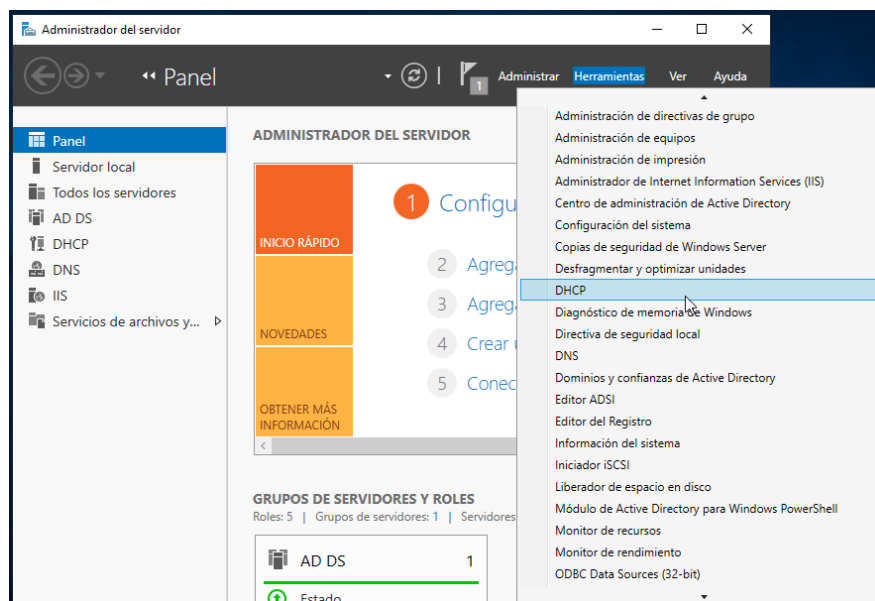 Administrador del servidor
Panel
1
Administrar Herramientas Ver Ayuda
Panel
Servidor local
Todos los servidores
AD DS
DHCP
DNS
IIS
Servicios de archivos y...
ADMINISTRADOR DEL SERVIDOR
INICIO RÁPIDO
NOVEDADES
OBTENER MÁS
INFORMACIÓN
1 Configu
2 Agreg
3 Agreg
4 Crear
5 Conec
GRUPOS DE SERVIDORES Y ROLES
Roles: 5 | Grupos de servidores: 1 | Servidores
AD DS 1
Estado
Administración de directivas de grupo
Administración de equipos
Administración de impresión
Administrador de Internet Information Services (IIS)
Centro de administración de Active Directory
Configuración del sistema
Copias de seguridad de Windows Server
Desfragmentar y optimizar unidades
DHCP
Diagnóstico de memoria de Windows
Directiva de seguridad local
DNS
Dominios y confianzas de Active Directory
Editor ADSI
Editor del Registro
Información del sistema
Iniciador iSCSI
Liberador de espacio en disco
Módulo de Active Directory para Windows PowerShell
Monitor de recursos
Monitor de rendimiento
ODBC Data Sources (32-bit)